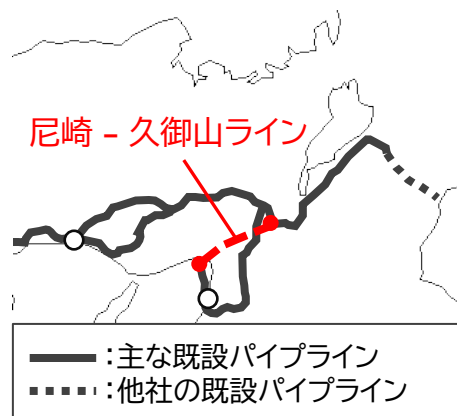 尼崎 – 久御山ライン
：主な既設パイプライン
：他社の既設パイプライン